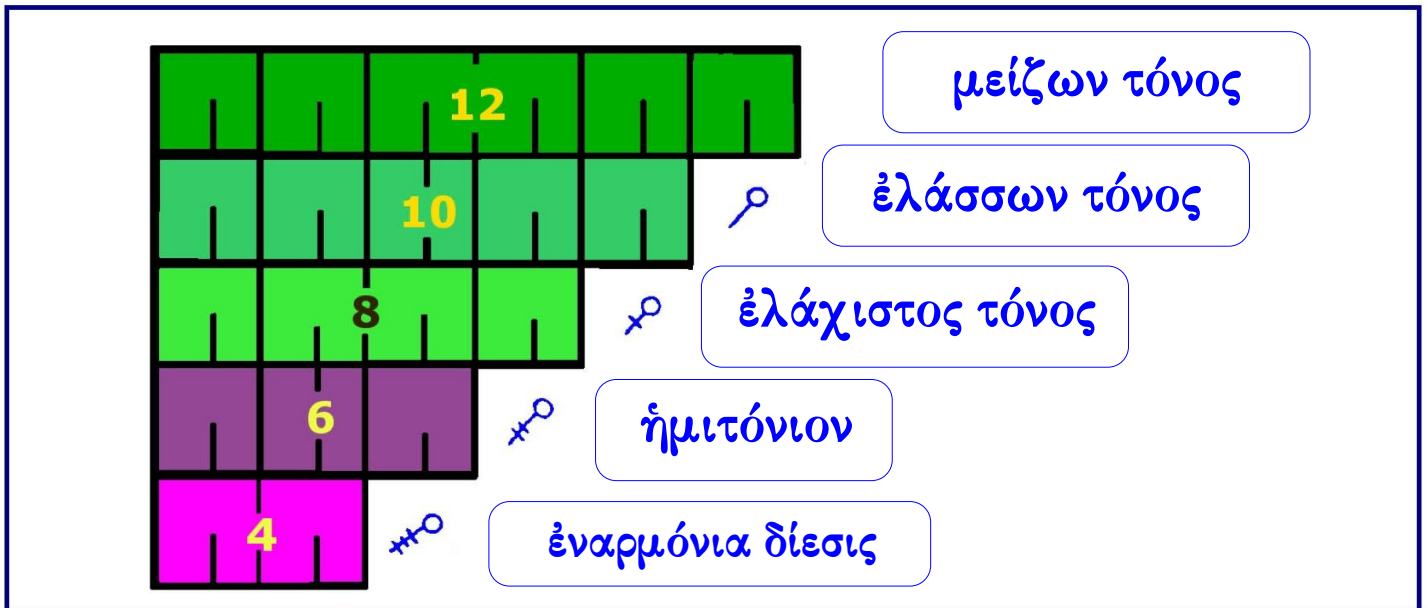 12 μείζων τόνος
10 ἐλάσσων τόνος
8 ἐλάχιστος τόνος
6 ἡμιτόνιον
4 ἐναρμόνια δίεσις